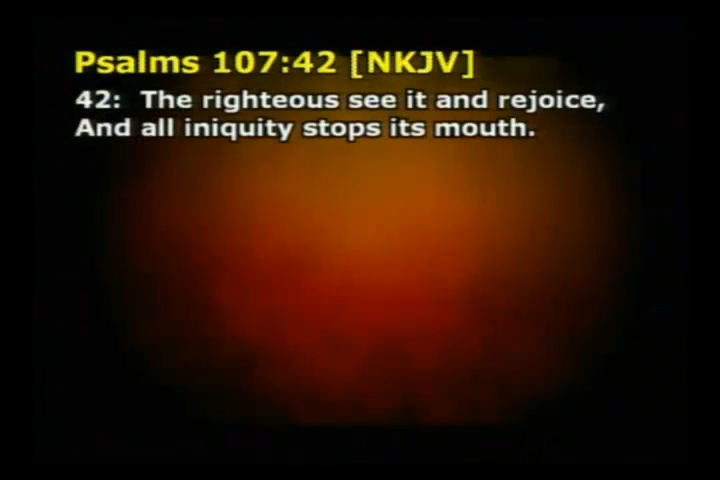 Psalms 107:42 [NKJV]
42: The righteous see it and rejoice,
And all iniquity stops its mouth.